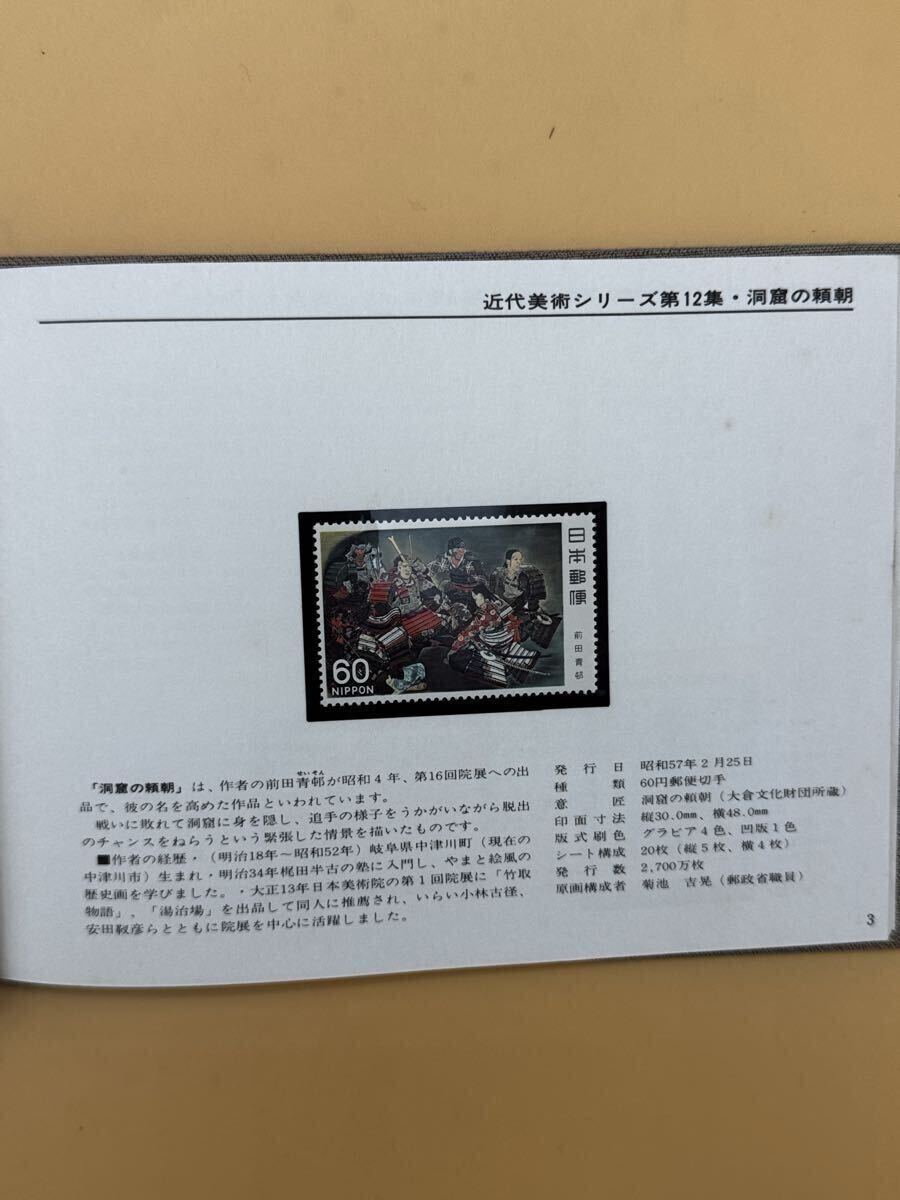 近代美術シリーズ第12集・洞窟の頼朝
日本郵便
前田青邨
60
NIPPON
せいそん
「洞窟の頼朝」は、作者の前田青邨が昭和4年、第16回院展への出
品で、彼の名を高めた作品といわれています。
戦いに敗れて洞窟に身を隠し、追手の様子をうかがいながら脱出
のチャンスをねらうという緊張した情景を描いたものです。
■作者の経歴・(明治18年〜昭和52年)岐阜県中津川町(現在の
中津川市)生まれ・明治34年梶田半古の塾に入門し、やまと絵風の
歴史画を学びました。・大正13年日本美術院の第1回院展に「竹取
物語」、「湯治場」を出品して同人に推薦され、いらい小林古径、
安田靫彦らとともに院展を中心に活躍しました。
発行日 昭和57年2月25日
種類 60円郵便切手
意匠 洞窟の頼朝(大倉文化財団所蔵)
印面寸法 縦30.0mm、横48.0mm
版式刷色 グラビア4色、凹版1色
シート構成 20枚(縦5枚、横4枚)
発行数 2,700万枚
原画構成者 菊池吉晃(郵政省職員)
3